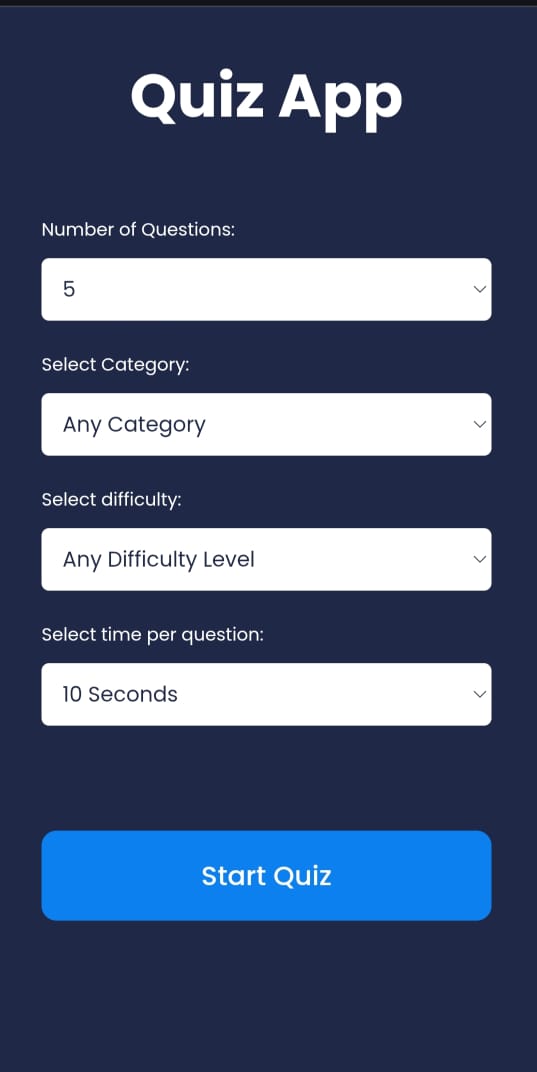 Quiz App
Number of Questions:
5
Select Category:
Any Category
Select difficulty:
Any Difficulty Level
Select time per question:
10 Seconds
Start Quiz